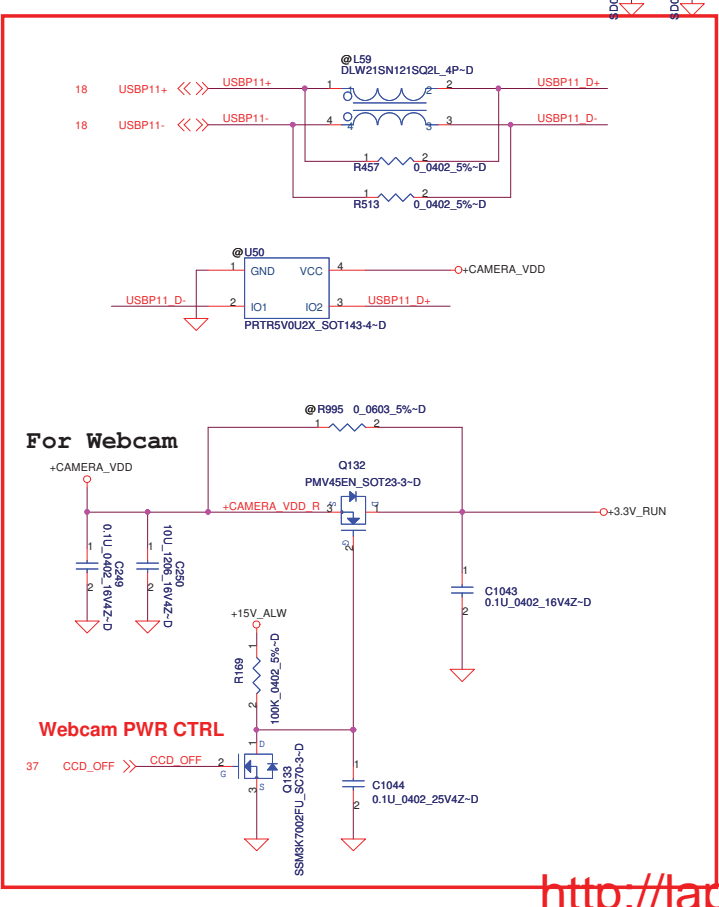 SDC
SDC
@L59
DLW21SN121SQ2L_4P~D
18 USBP11+ USBP11+ 1 1 2 2 USBP11_D+
18 USBP11- USBP11- 4 4 3 3 USBP11_D-
1 2
R457 0_0402_5%~D
1 2
R513 0_0402_5%~D
@U50
1 GND VCC 4 +CAMERA_VDD
USBP11_D- 2 IO1 IO2 3 USBP11_D+
PRTR5V0U2X_SOT143-4~D
@R995 0_0603_5%~D
1 2
For Webcam
+CAMERA_VDD
Q132
PMV45EN_SOT23-3~D
+CAMERA_VDD_R 3 S D 1 +3.3V_RUN
G
2
1
2
C249
0.1U_0402_16V4Z~D
1
2
C250
10U_1206_16V4Z~D
1
2
C1043
0.1U_0402_16V4Z~D
+15V_ALW
1
2
R169
100K_0402_5%~D
Webcam PWR CTRL
37 CCD_OFF CCD_OFF 2
G
1 D
3 S
Q133
SSM3K7002FU_SC70-3~D
1
2
C1044
0.1U_0402_25V4Z~D
http://lap